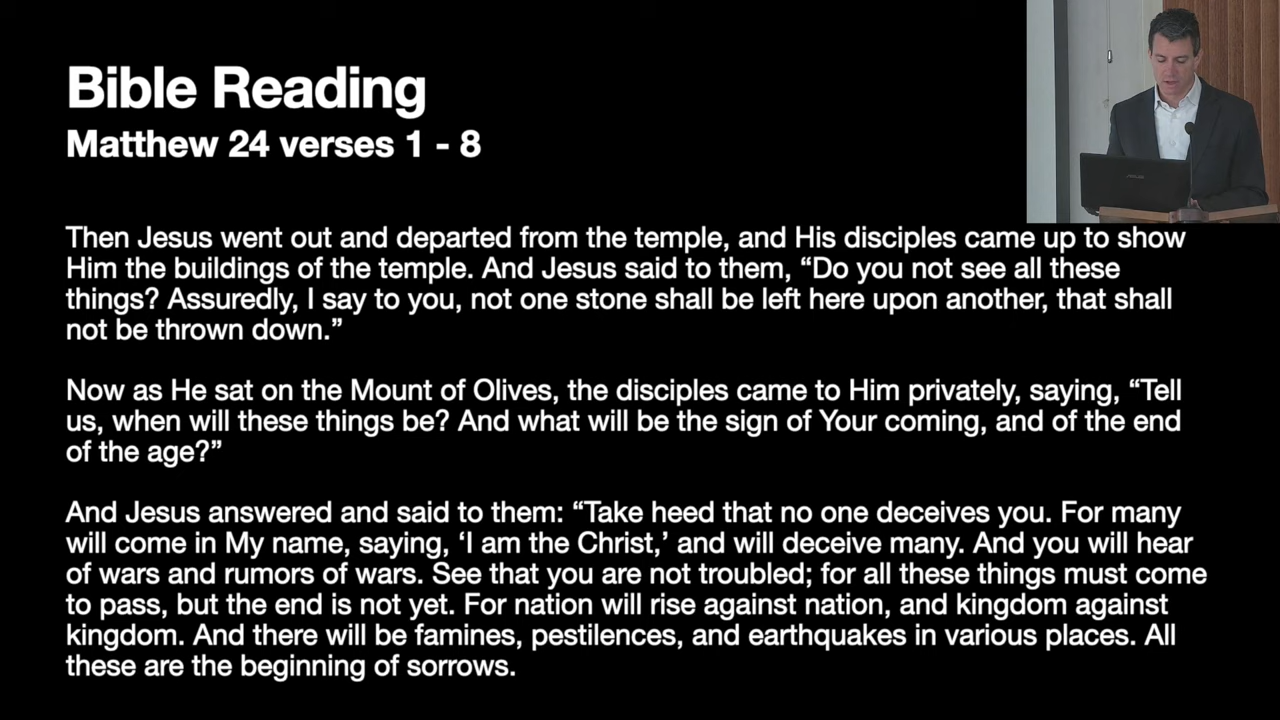 Bible Reading
Matthew 24 verses 1 - 8
Then Jesus went out and departed from the temple, and His disciples came up to show
Him the buildings of the temple. And Jesus said to them, “Do you not see all these
things? Assuredly, I say to you, not one stone shall be left here upon another, that shall
not be thrown down.”
Now as He sat on the Mount of Olives, the disciples came to Him privately, saying, “Tell
us, when will these things be? And what will be the sign of Your coming, and of the end
of the age?”
And Jesus answered and said to them: “Take heed that no one deceives you. For many
will come in My name, saying, ‘I am the Christ,’ and will deceive many. And you will hear
of wars and rumors of wars. See that you are not troubled; for all these things must come
to pass, but the end is not yet. For nation will rise against nation, and kingdom against
kingdom. And there will be famines, pestilences, and earthquakes in various places. All
these are the beginning of sorrows.
ASUS